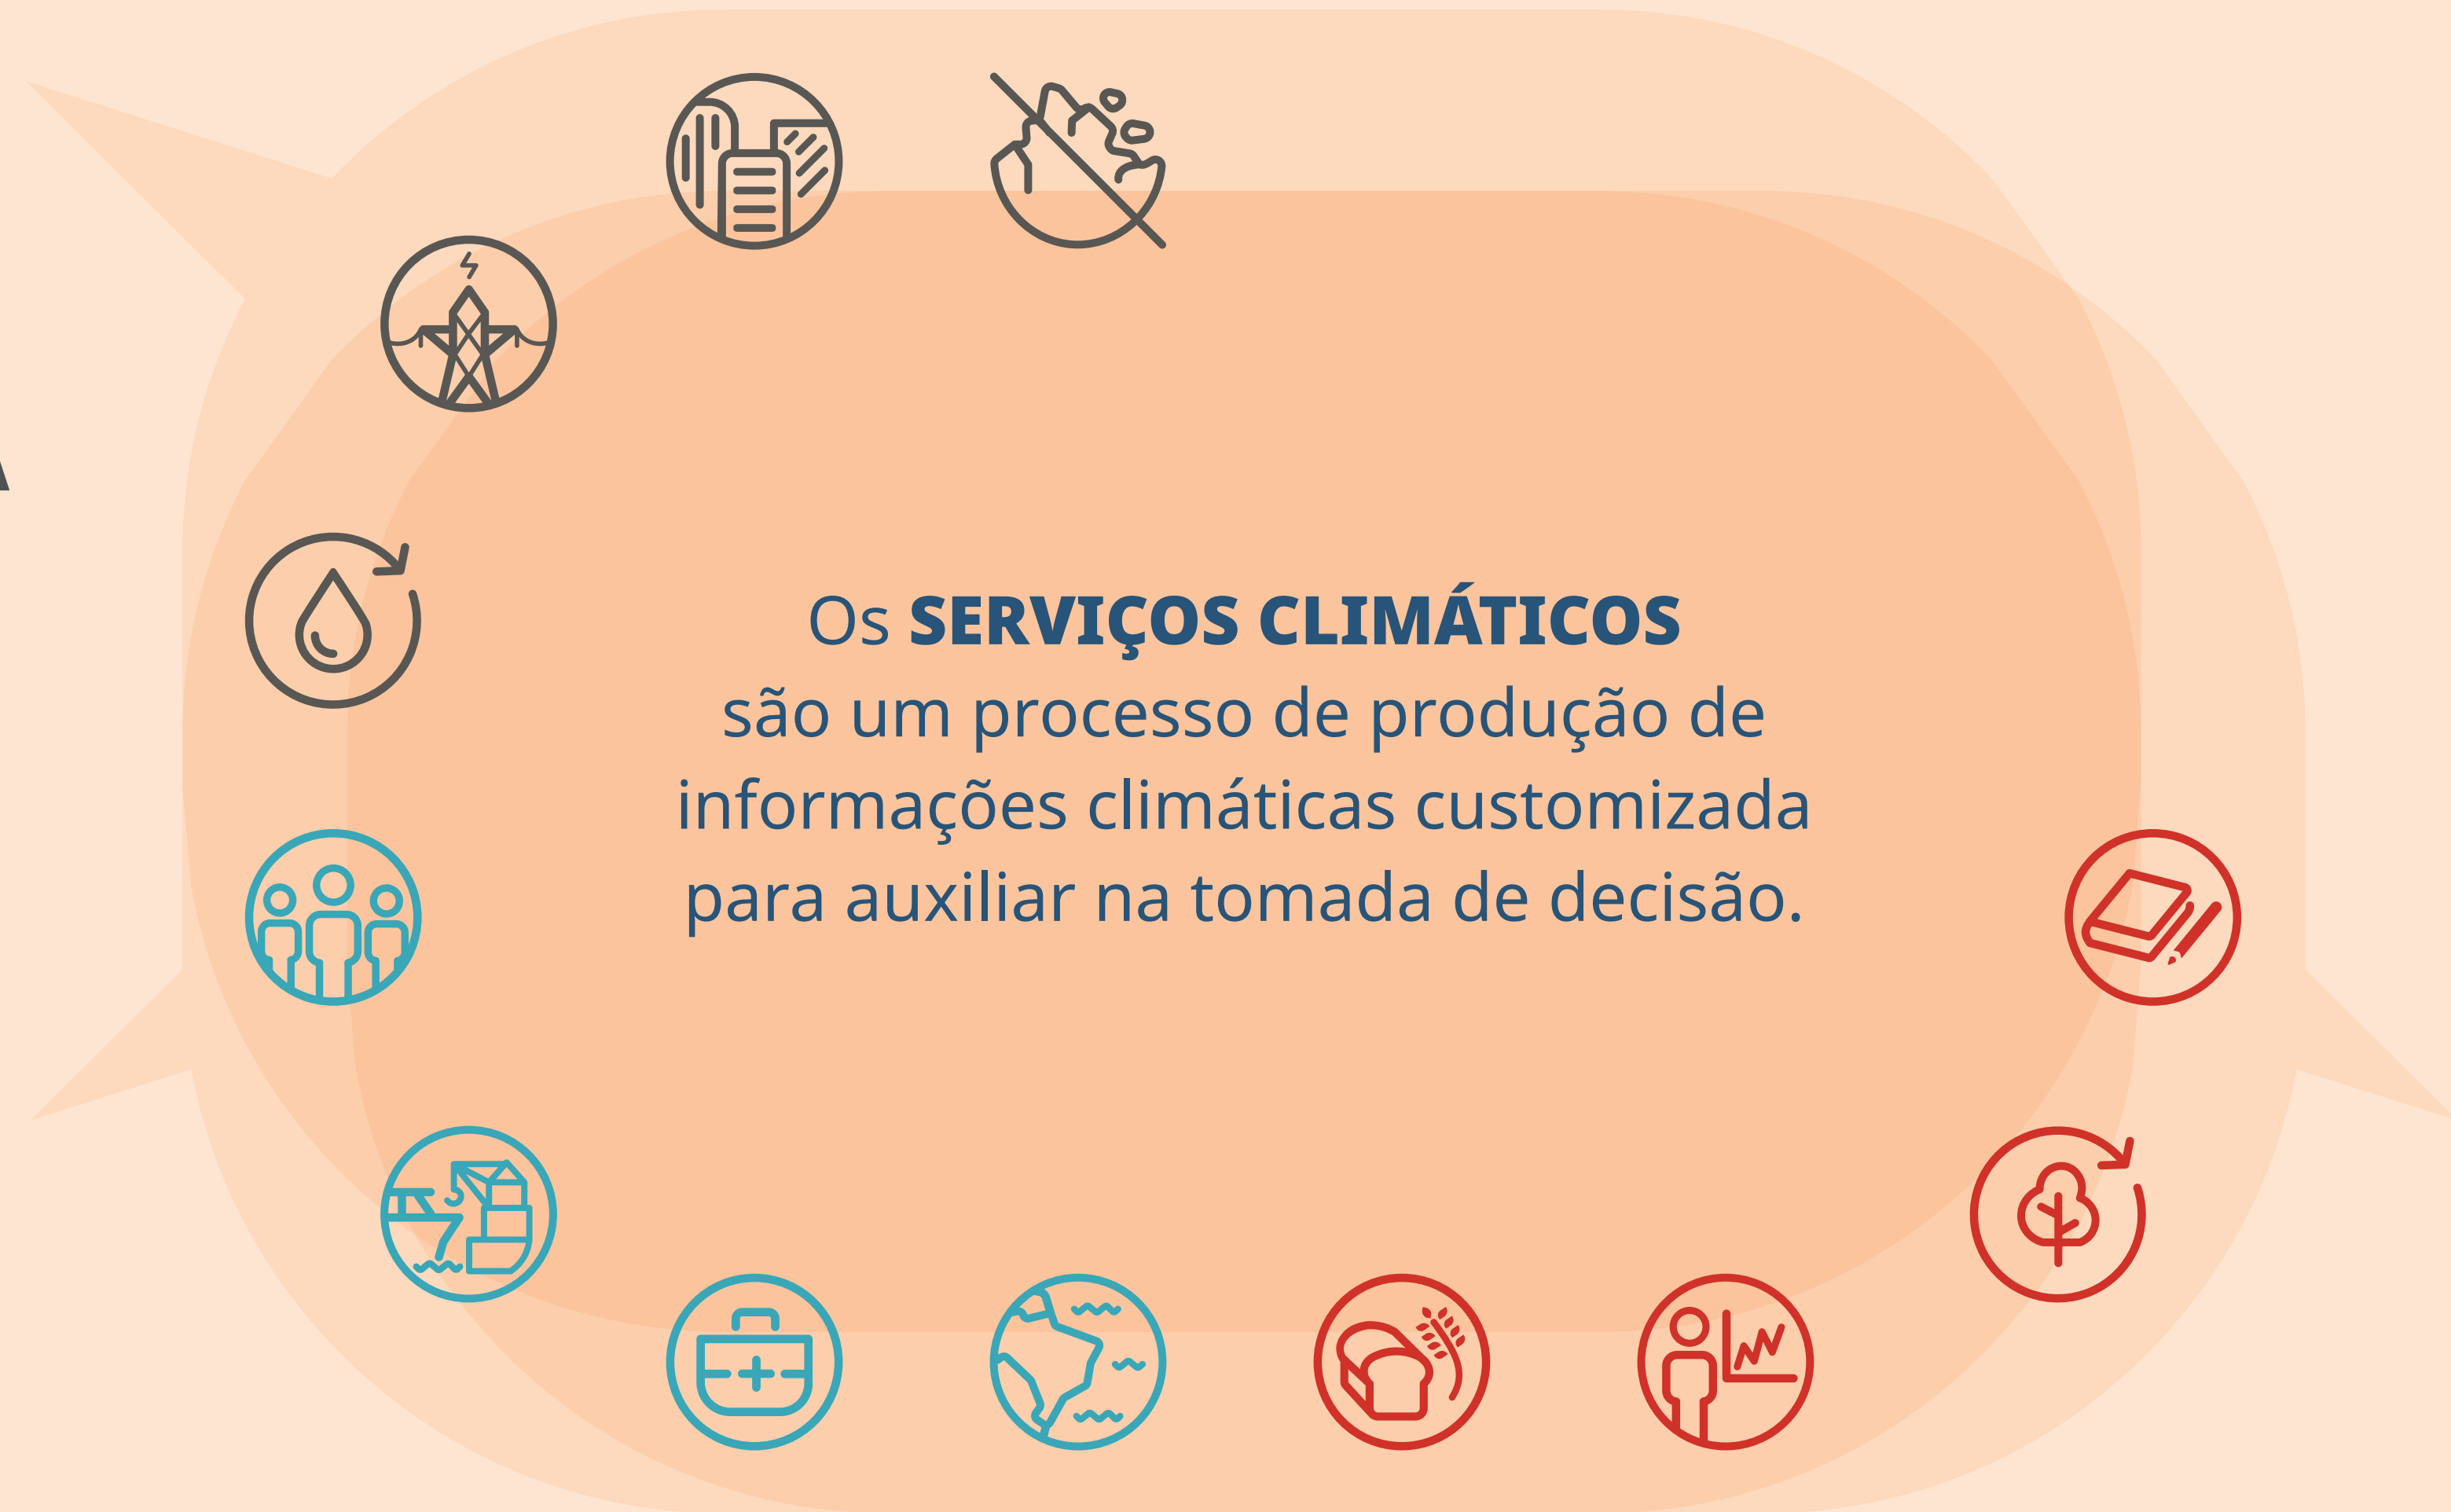 Os SERVIÇOS CLIMÁTICOS
são um processo de produção de
informações climáticas customizada
para auxiliar na tomada de decisão.